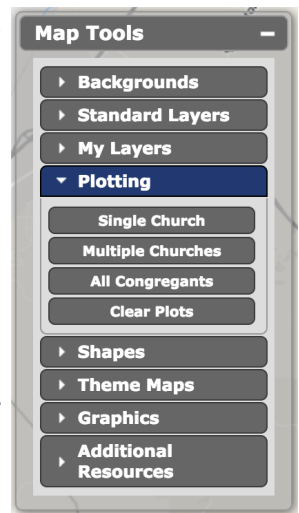 Map Tools
Backgrounds
Standard Layers
My Layers
Plotting
Single Church
Multiple Churches
All Congregants
Clear Plots
Shapes
Theme Maps
Graphics
Additional
Resources